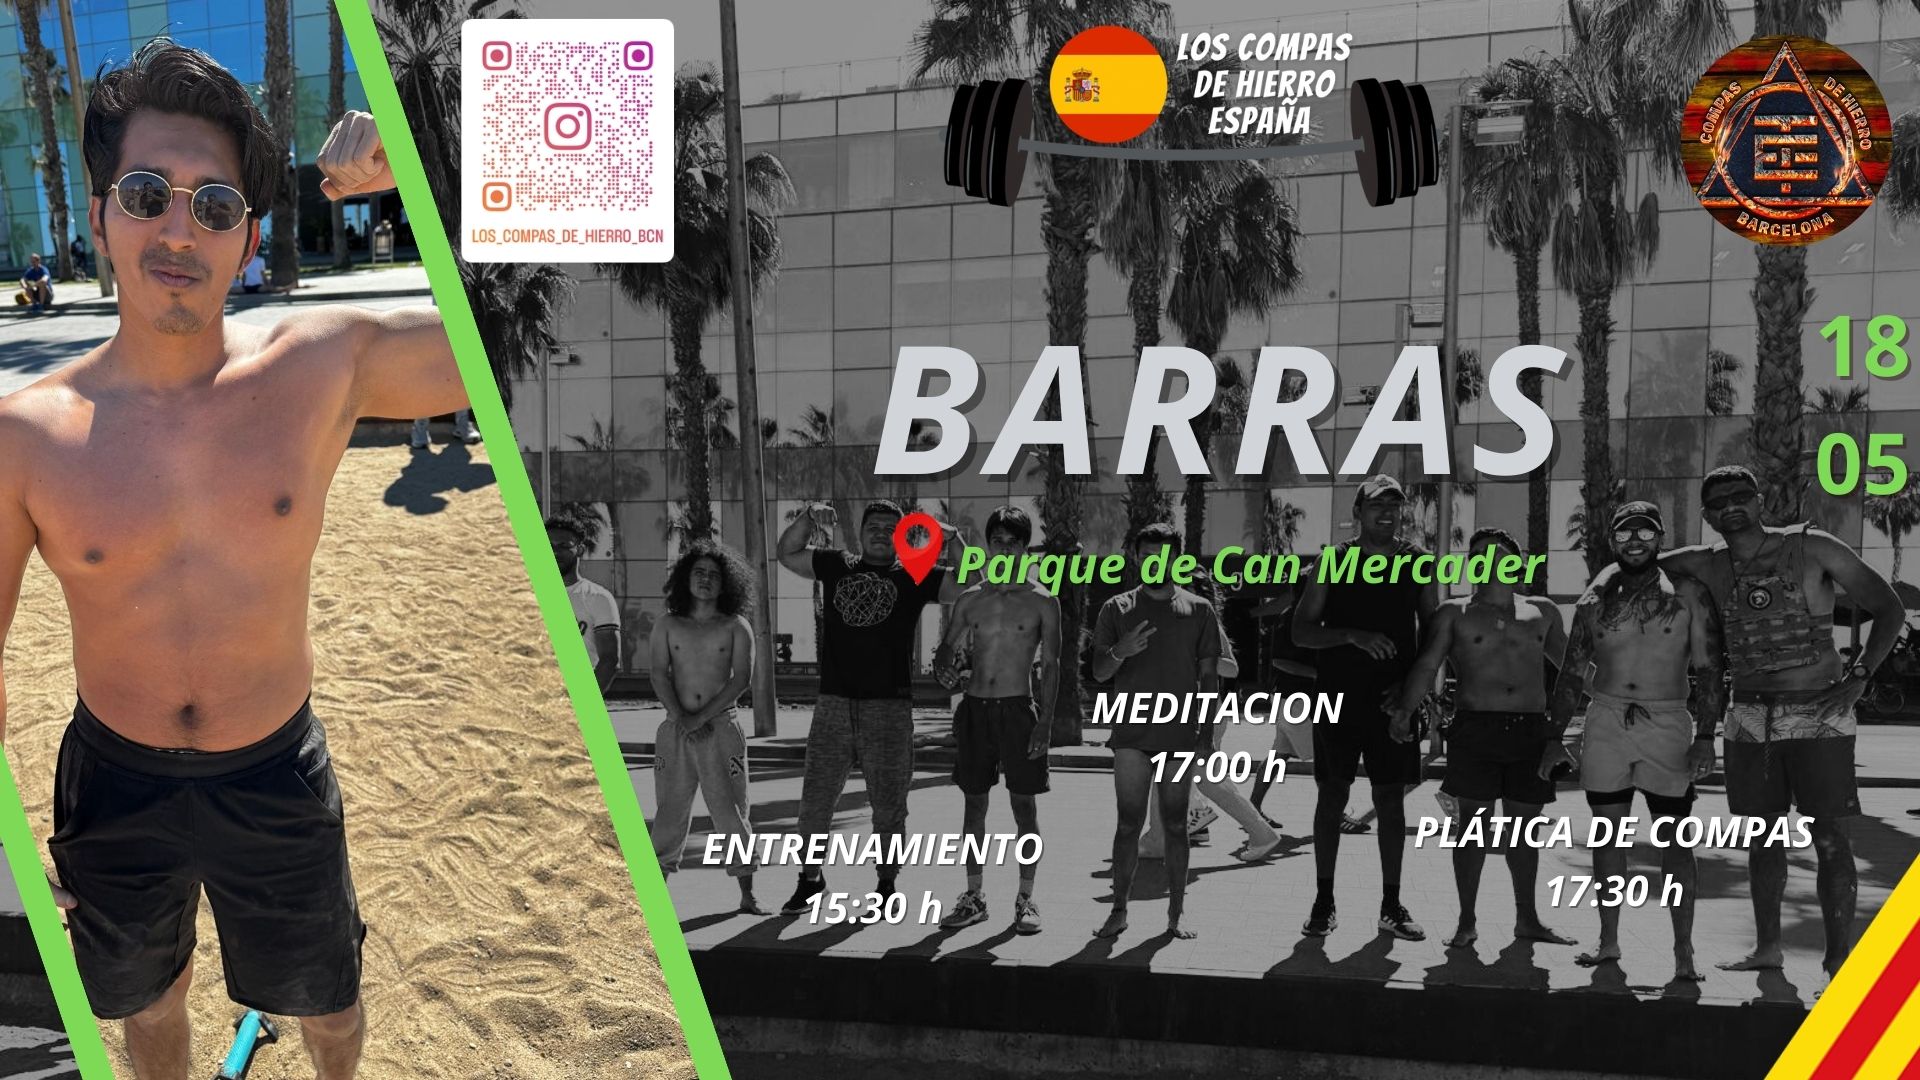 LOS_COMPAS_DE_HIERRO_BCN
LOS COMPAS
DE HIERRO
ESPAÑA
COMPAS DE HIERRO
BARCELONA
18
05
BARRAS
Parque de Can Mercader
MEDITACION
17:00 h
ENTRENAMIENTO
15:30 h
PLÁTICA DE COMPAS
17:30 h